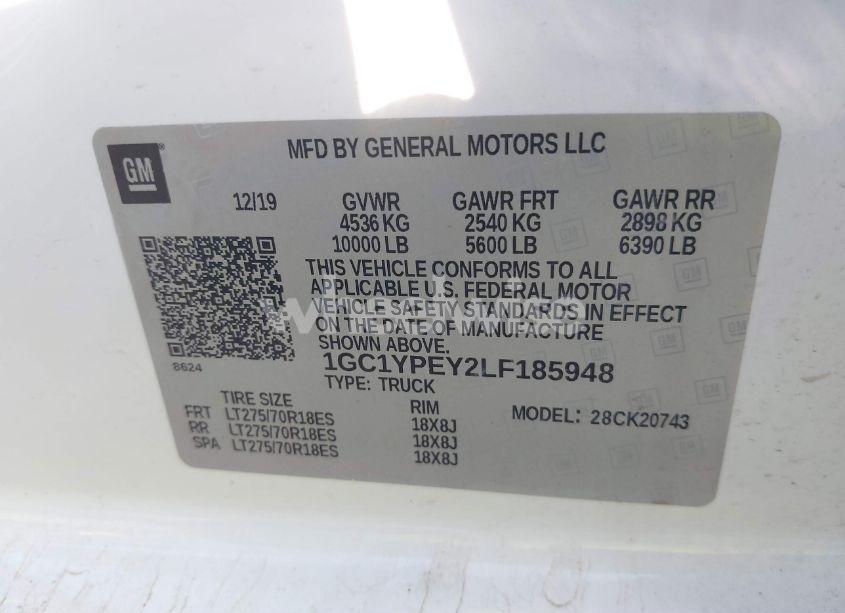 MFD BY GENERAL MOTORS LLC
GM
12/19 GVWR GAWR FRT GAWR RR
4536 KG 2540 KG 2898 KG
10000 LB 5600 LB 6390 LB
THIS VEHICLE CONFORMS TO ALL
APPLICABLE U.S. FEDERAL MOTOR
VEHICLE SAFETY STANDARDS IN EFFECT
ON THE DATE OF MANUFACTURE
SHOWN ABOVE.
8624
1GC1YPEY2LF185948
TYPE: TRUCK
TIRE SIZE RIM MODEL: 28CK20743
FRT LT275/70R18ES 18X8J
RR LT275/70R18ES 18X8J
SPA LT275/70R18ES 18X8J